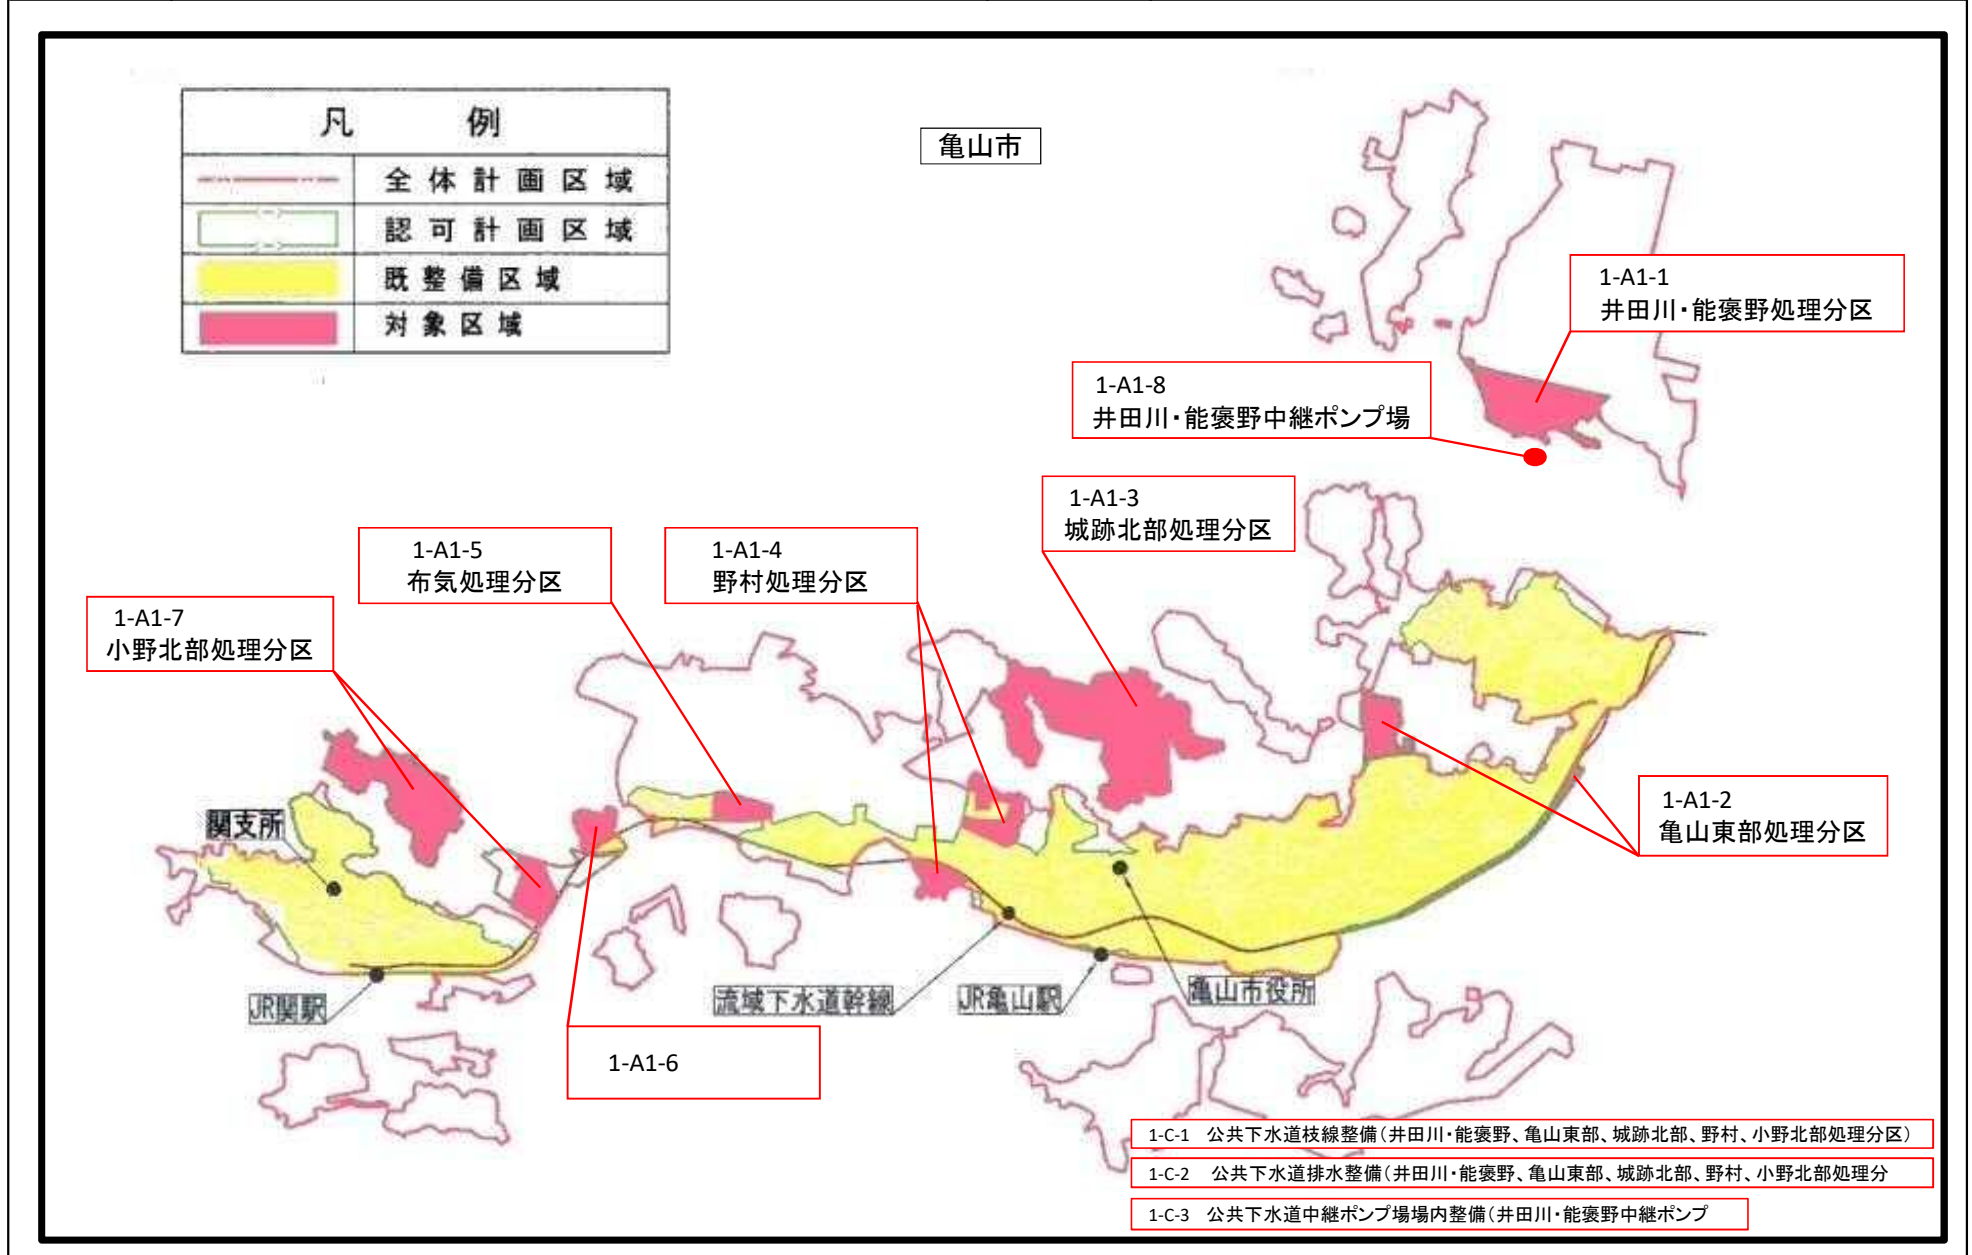 凡 例
全体計画区域
認可計画区域
既整備区域
対象区域
亀山市
1-A1-1
井田川・能褒野処理分区
1-A1-8
井田川・能褒野中継ポンプ場
1-A1-3
城跡北部処理分区
1-A1-5
布気処理分区
1-A1-4
野村処理分区
1-A1-7
小野北部処理分区
1-A1-2
亀山東部処理分区
関支所
JR関駅
流域下水道幹線
JR亀山駅
亀山市役所
1-A1-6
1-C-1 公共下水道枝線整備(井田川・能褒野、亀山東部、城跡北部、野村、小野北部処理分区)
1-C-2 公共下水道排水整備(井田川・能褒野、亀山東部、城跡北部、野村、小野北部処理分
1-C-3 公共下水道中継ポンプ場場内整備(井田川・能褒野中継ポンプ